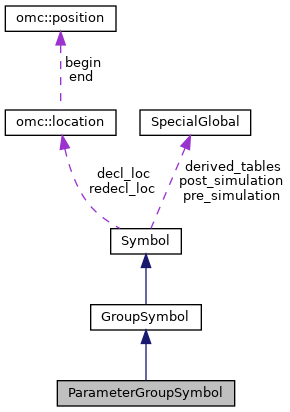 omc::position
begin
end
omc::location
SpecialGlobal
decl_loc
redecl_loc
derived_tables
post_simulation
pre_simulation
Symbol
GroupSymbol
ParameterGroupSymbol